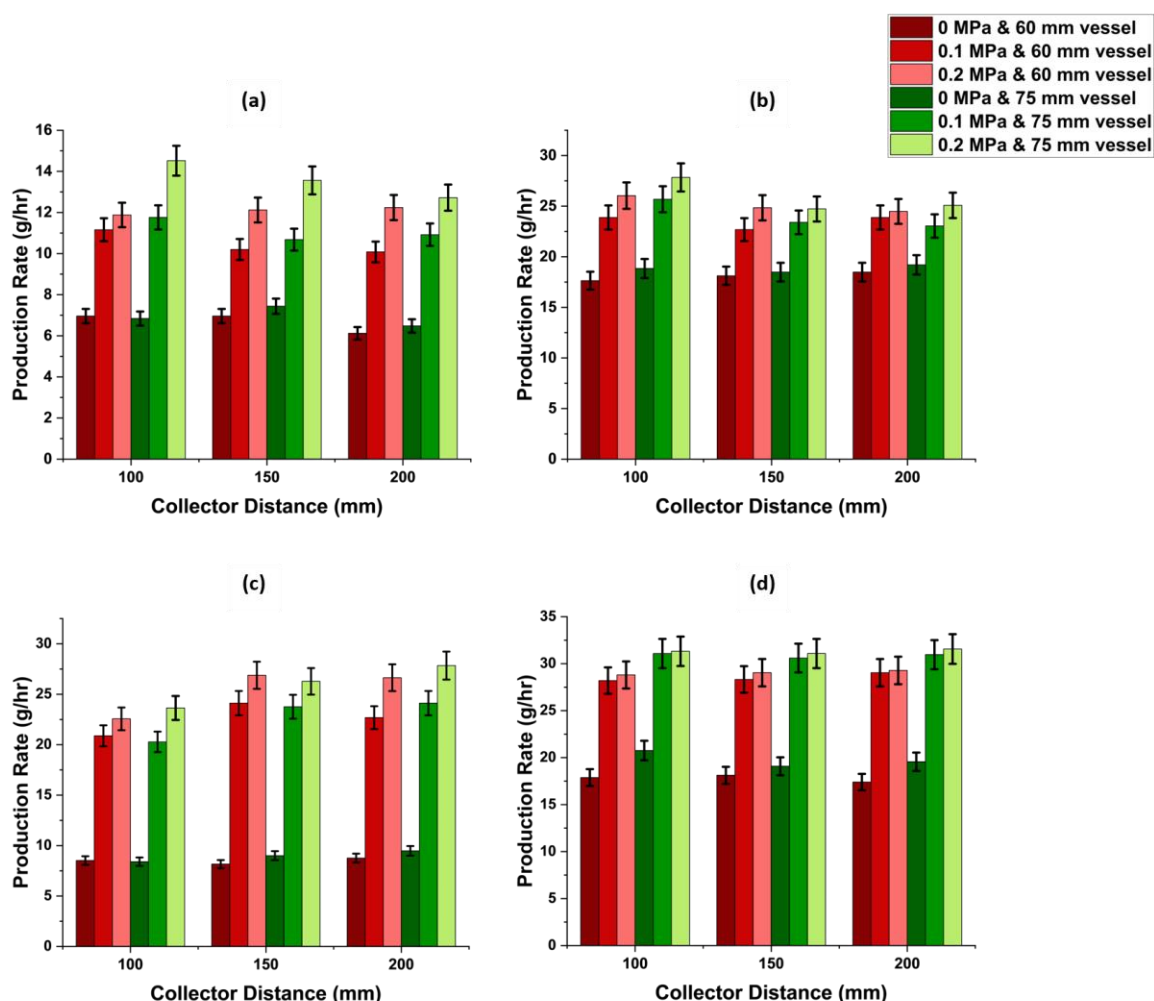 0 MPa & 60 mm vessel
0.1 MPa & 60 mm vessel
0.2 MPa & 60 mm vessel
0 MPa & 75 mm vessel
0.1 MPa & 75 mm vessel
0.2 MPa & 75 mm vessel
(a)
Production Rate (g/hr)
16
14
12
10
8
6
4
2
0
100 150 200
Collector Distance (mm)
(b)
Production Rate (g/hr)
30
25
20
15
10
5
0
100 150 200
Collector Distance (mm)
(c)
Production Rate (g/hr)
30
25
20
15
10
5
0
100 150 200
Collector Distance (mm)
(d)
Production Rate (g/hr)
35
30
25
20
15
10
5
0
100 150 200
Collector Distance (mm)